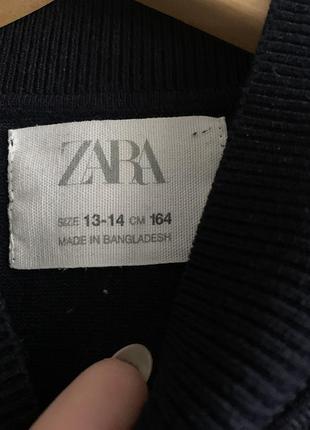 ZARA
SIZE 13-14 CM 164
MADE IN BANGLADESH